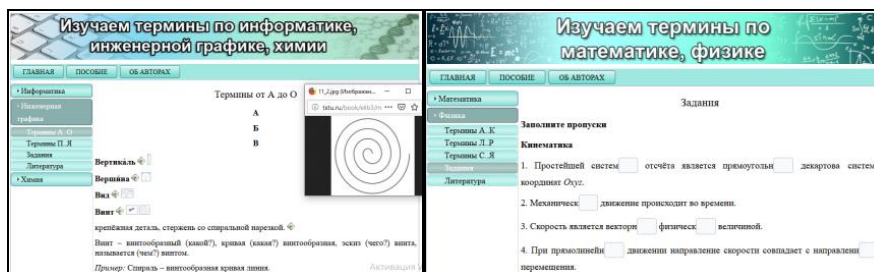 Изучаем термины по информатике,
инженерной графике, химии
ГЛАВНАЯ ПОСОБИЕ ОБ АВТОРАХ
Информатика
Инженерная
графика
Термины А..О
Термины П..Я
Задания
Литература
Химия
Термины от А до О
А
Б
В
Верти́каль
Верши́на
Вид
Винт
крепёжная деталь, стержень со спиральной нарезкой.
Винт – винтообразный (какой?), кривая (какая?) винтообразная, эскиз (чего?) винта,
называется (чем?) винтом.
Пример: Спираль – винтообразная кривая линия.
Активация
Изучаем термины по
математике, физике
ГЛАВНАЯ ПОСОБИЕ ОБ АВТОРАХ
Математика
Физика
Термины А..К
Термины Л..Р
Термины С..Я
Задания
Литература
Задания
Заполните пропуски
Кинематика
1. Простейшей систем отсчёта является прямоугольн декартова систем
координат Oxyz.
2. Механическ движение происходит во времени.
3. Скорость является векторн физическ величиной.
4. При прямолинейн движении направление скорости совпадает с направлени
перемещения.